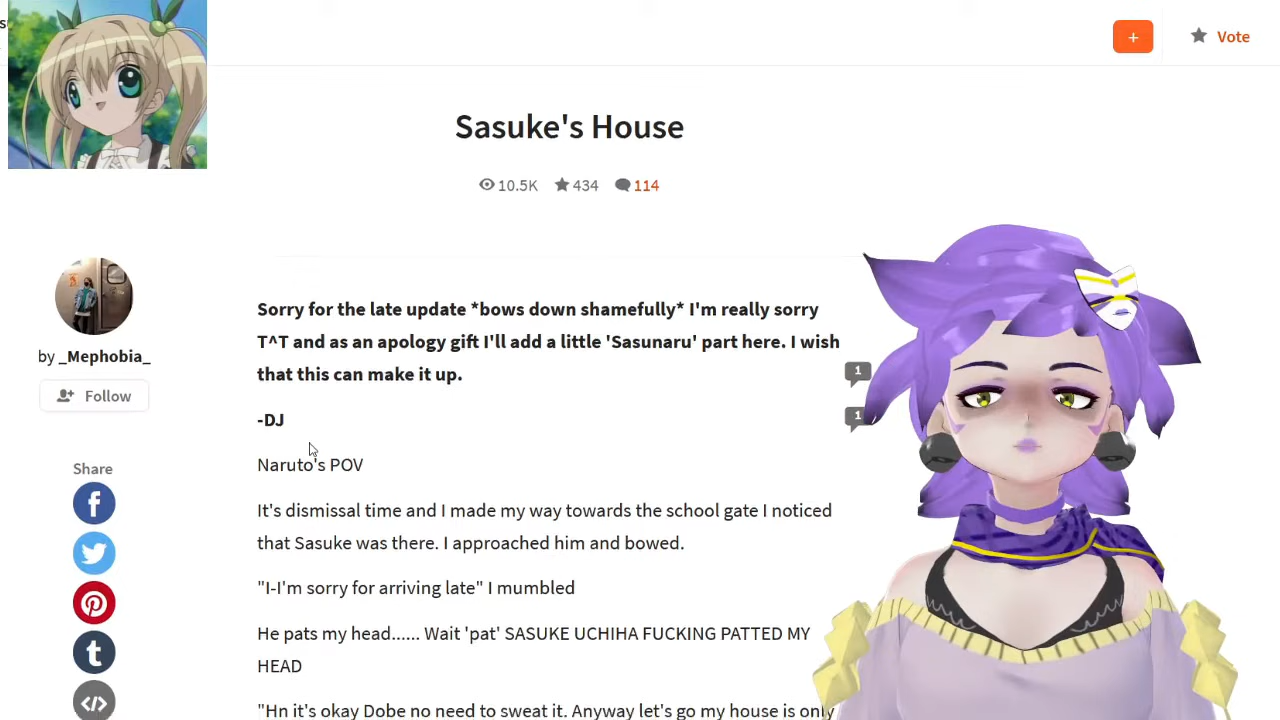 s
+
Vote
Sasuke's House
10.5K 434 114
by _Mephobia_
Follow
Share
Sorry for the late update *bows down shamefully* I'm really sorry
T^T and as an apology gift I'll add a little 'Sasunaru' part here. I wish
that this can make it up.
1
-DJ
1
Naruto's POV
It's dismissal time and I made my way towards the school gate I noticed
that Sasuke was there. I approached him and bowed.
"I-I'm sorry for arriving late" I mumbled
He pats my head...... Wait 'pat' SASUKE UCHIHA FUCKING PATTED MY
HEAD
"Hn it's okay Dobe no need to sweat it. Anyway let's go my house is only